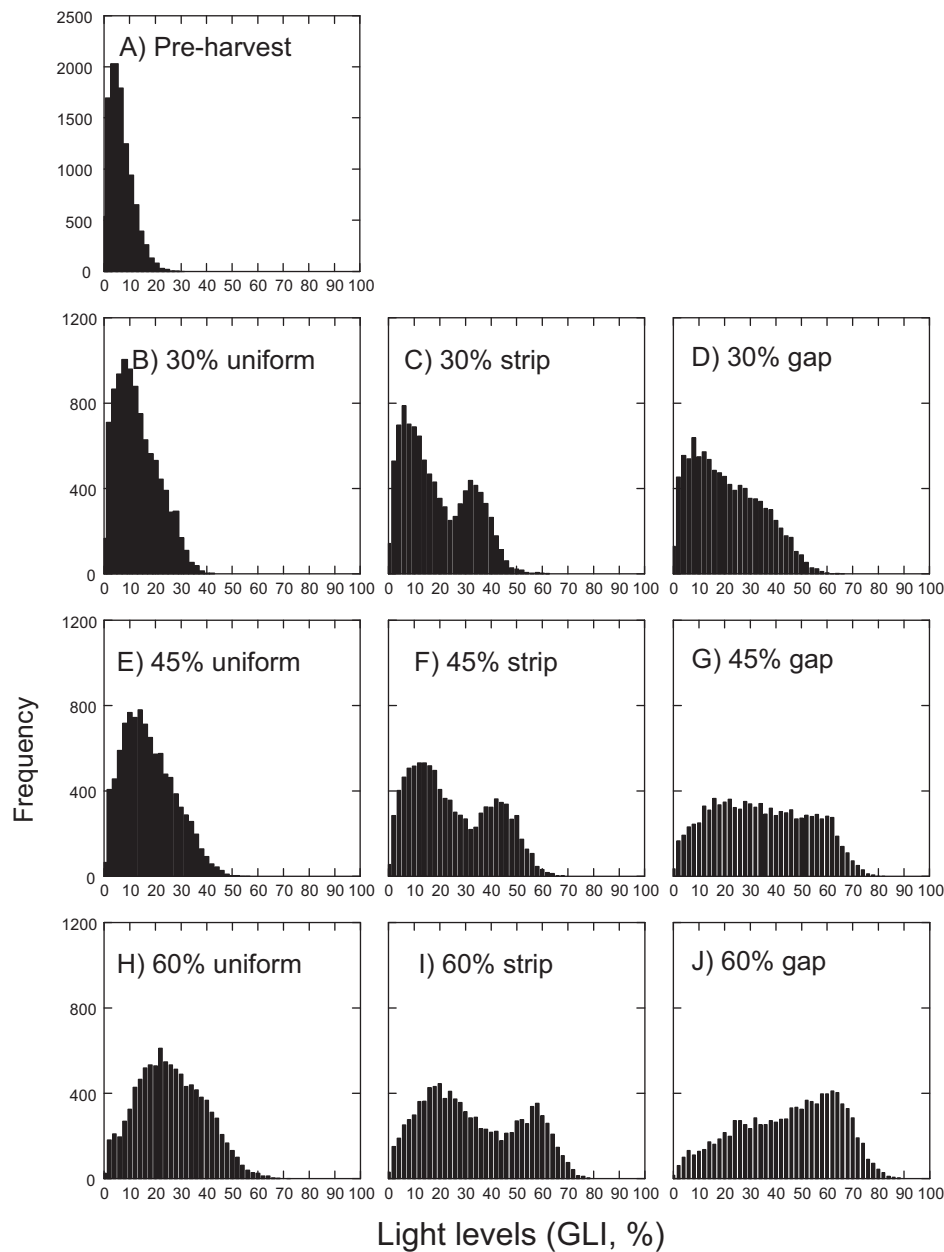 2500
A) Pre-harvest
2000
1500
1000
500
0
0 10 20 30 40 50 60 70 80 90 100
1200
B) 30% uniform
C) 30% strip
D) 30% gap
800
400
0
0 10 20 30 40 50 60 70 80 90 100
0 10 20 30 40 50 60 70 80 90 100
0 10 20 30 40 50 60 70 80 90 100
1200
E) 45% uniform
F) 45% strip
G) 45% gap
800
Frequency
400
0
0 10 20 30 40 50 60 70 80 90 100
0 10 20 30 40 50 60 70 80 90 100
0 10 20 30 40 50 60 70 80 90 100
1200
H) 60% uniform
I) 60% strip
J) 60% gap
800
400
0
0 10 20 30 40 50 60 70 80 90 100
0 10 20 30 40 50 60 70 80 90 100
0 10 20 30 40 50 60 70 80 90 100
Light levels (GLI, %)